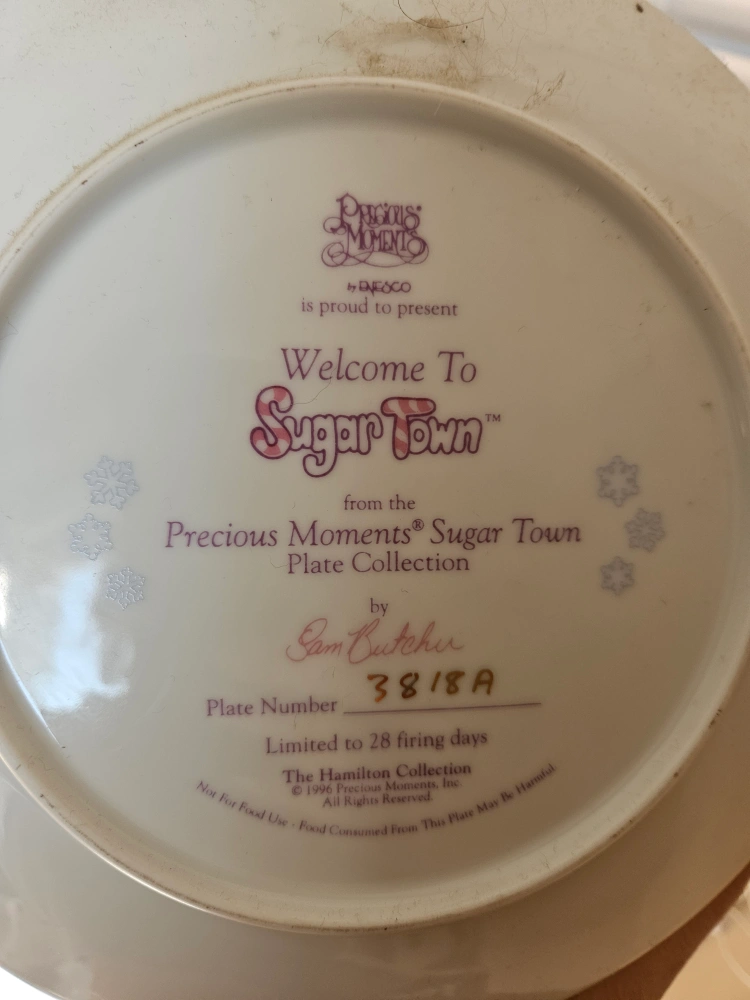 Precious Moments
by ENESCO
is proud to present
Welcome To
Sugar Town™
from the
Precious Moments® Sugar Town
Plate Collection
by
Sam Butcher
Plate Number 3818A
Limited to 28 firing days
The Hamilton Collection
© 1996 Precious Moments, Inc.
All Rights Reserved.
Not For Food Use - Food Consumed From This Plate May Be Harmful.